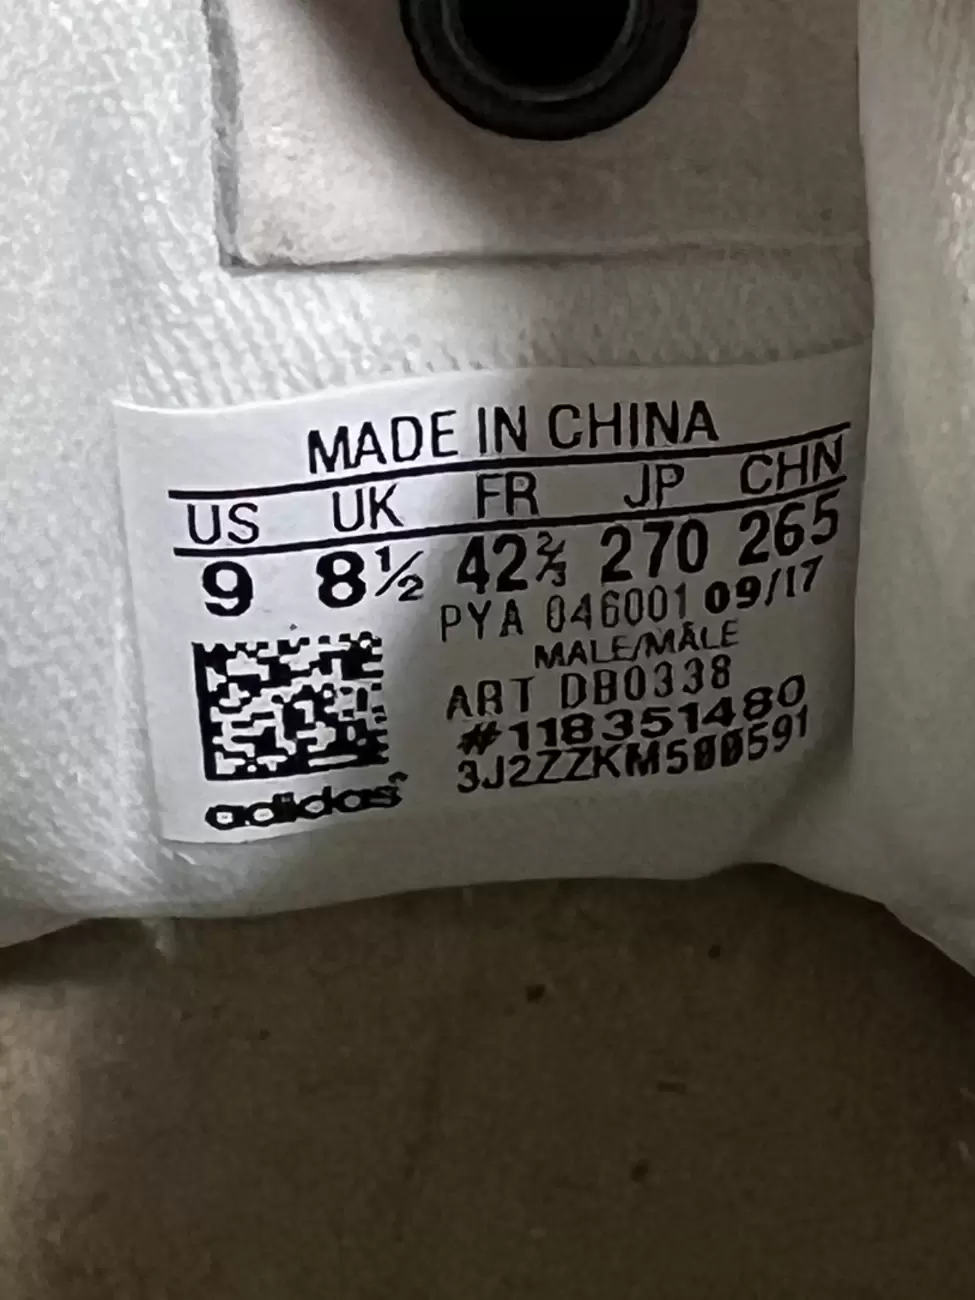 MADE IN CHINA
US UK FR JP CHN
9 8½ 42⅔ 270 265
PYA 046001 09/17
MALE/MÂLE
ART DB0338
#118351480
3J2ZZKM500591
adidas